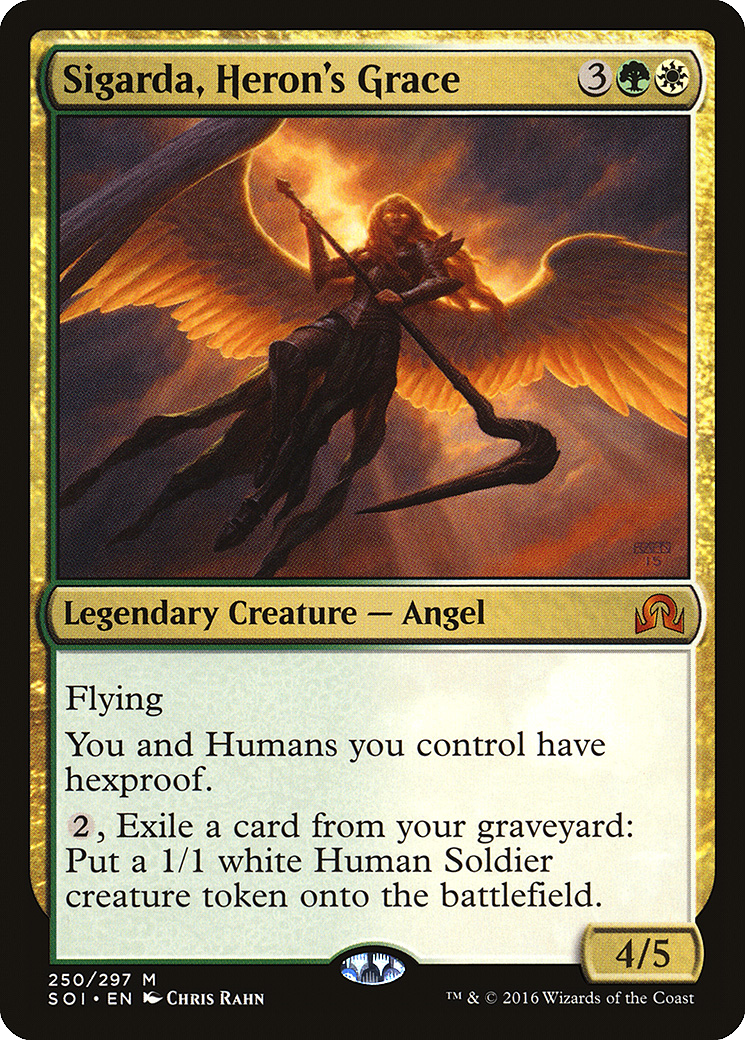 Sigarda, Heron's Grace 3
Legendary Creature — Angel
Flying
You and Humans you control have
hexproof.
2, Exile a card from your graveyard:
Put a 1/1 white Human Soldier
creature token onto the battlefield.
4/5
250/297 M
SOI • EN Chris Rahn
™ & © 2016 Wizards of the Coast